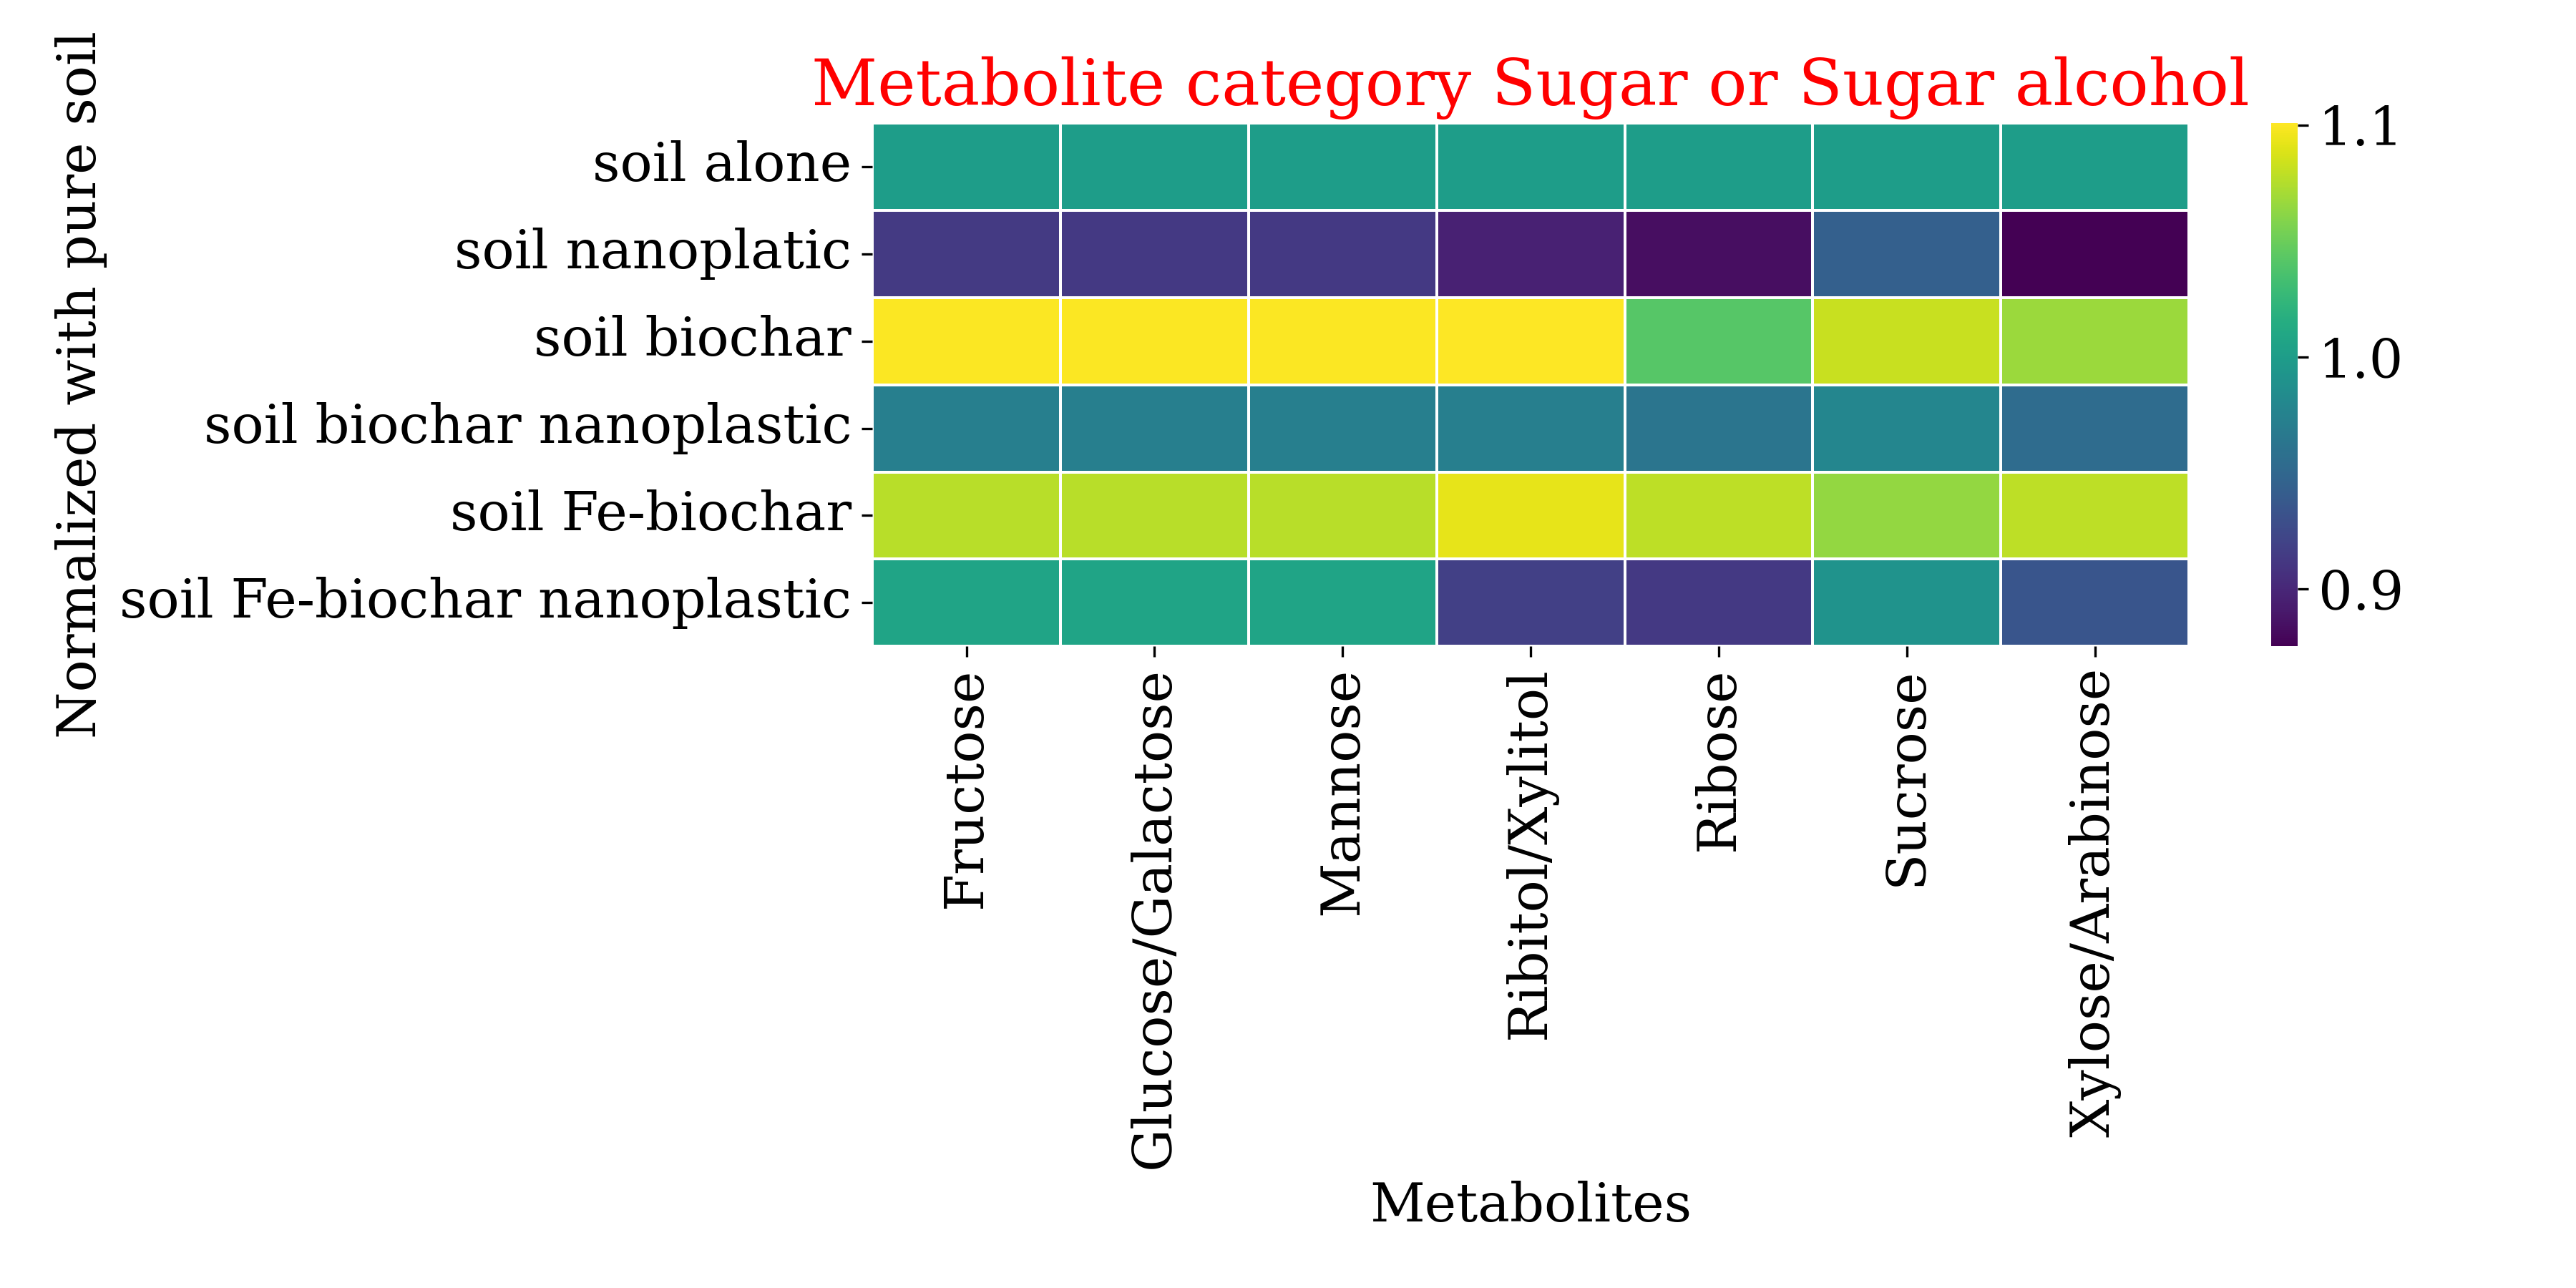 Metabolite category Sugar or Sugar alcohol
Normalized with pure soil
soil alone
soil nanoplatic
soil biochar
soil biochar nanoplastic
soil Fe-biochar
soil Fe-biochar nanoplastic
1.1
1.0
0.9
Fructose
Glucose/Galactose
Mannose
Ribitol/Xylitol
Ribose
Sucrose
Xylose/Arabinose
Metabolites